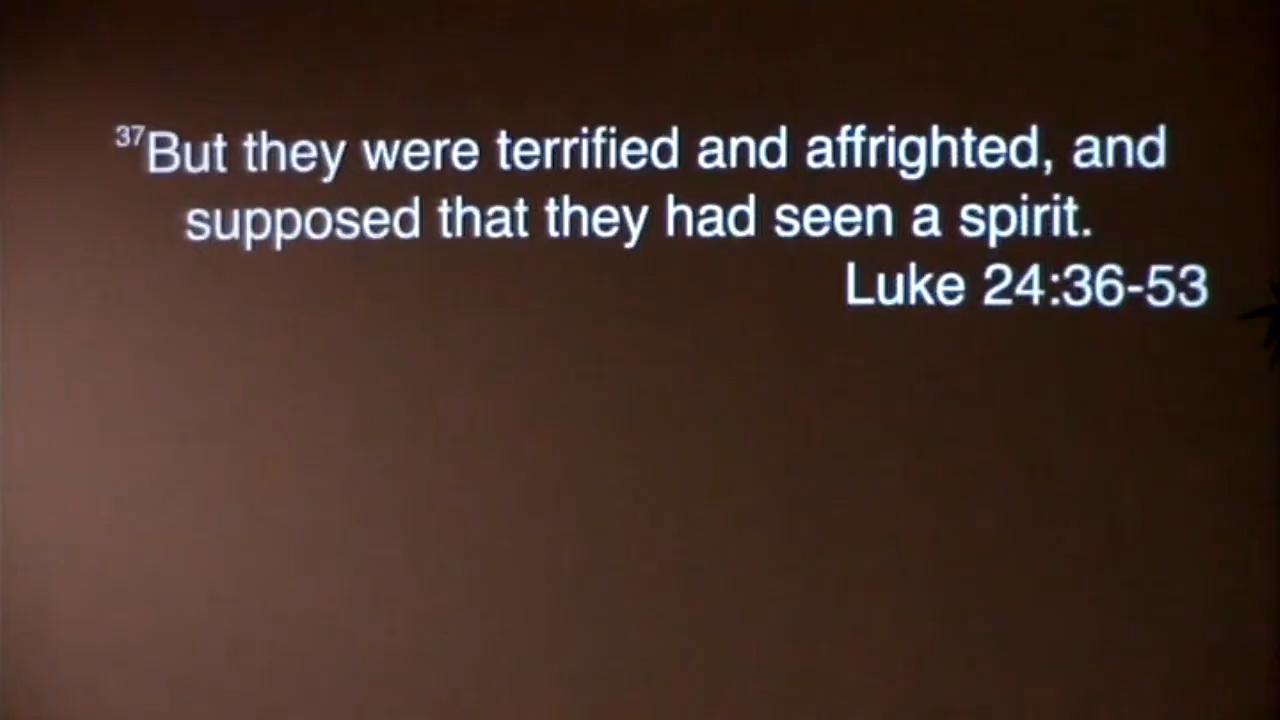 37But they were terrified and affrighted, and
supposed that they had seen a spirit.
Luke 24:36-53